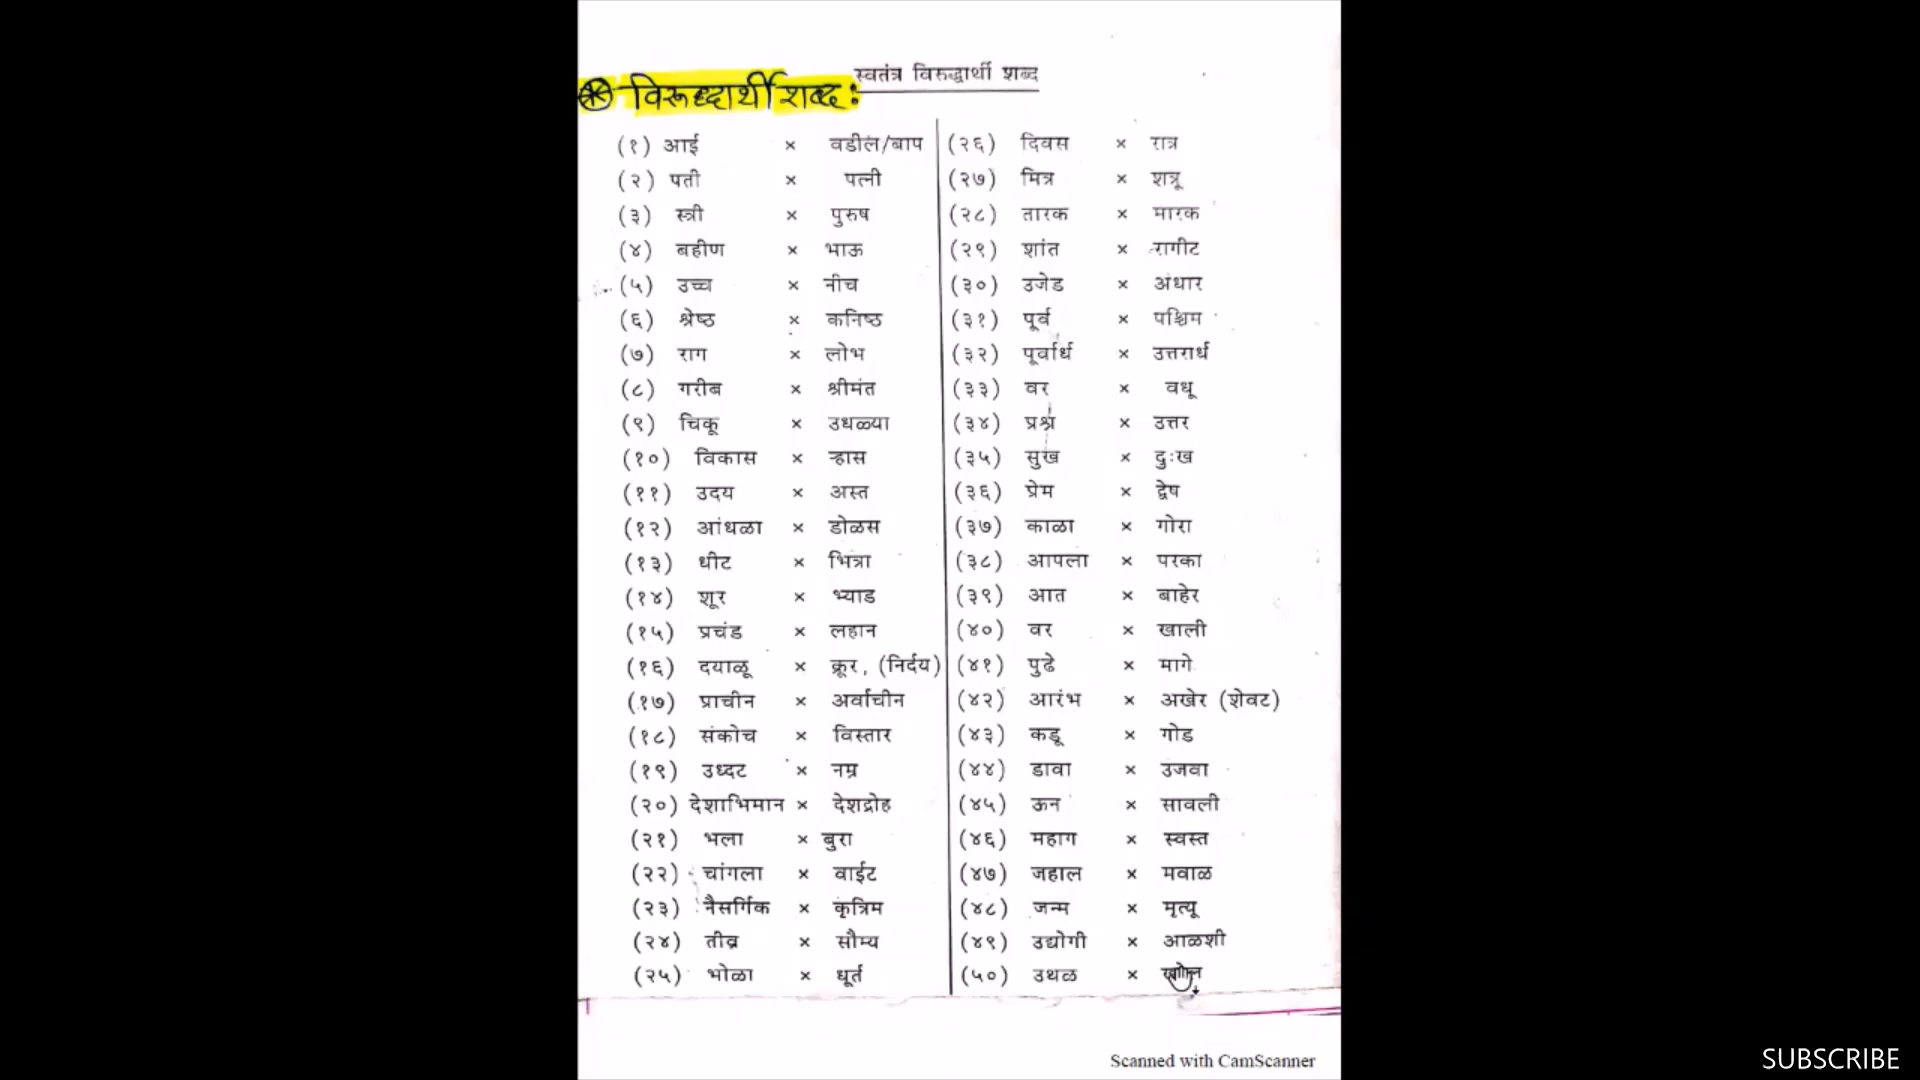 स्वतंत्र विरुद्धार्थी शब्द
विरूध्दार्थी शब्द :
(१) आई × वडील/बाप
(२) पती × पत्नी
(३) स्त्री × पुरुष
(४) बहीण × भाऊ
(५) उच्च × नीच
(६) श्रेष्ठ × कनिष्ठ
(७) राग × लोभ
(८) गरीब × श्रीमंत
(९) चिकू × उधळ्या
(१०) विकास × ऱ्हास
(११) उदय × अस्त
(१२) आंधळा × डोळस
(१३) धीट × भित्रा
(१४) शूर × भ्याड
(१५) प्रचंड × लहान
(१६) दयाळू × क्रूर, (निर्दय)
(१७) प्राचीन × अर्वाचीन
(१८) संकोच × विस्तार
(१९) उध्दट × नम्र
(२०) देशाभिमान × देशद्रोह
(२१) भला × बुरा
(२२) चांगला × वाईट
(२३) नैसर्गिक × कृत्रिम
(२४) तीव्र × सौम्य
(२५) भोळा × धूर्त
(२६) दिवस × रात्र
(२७) मित्र × शत्रू
(२८) तारक × मारक
(२९) शांत × रागीट
(३०) उजेड × अंधार
(३१) पूर्व × पश्चिम
(३२) पूर्वार्ध × उत्तरार्ध
(३३) वर × वधू
(३४) प्रश्न × उत्तर
(३५) सुख × दुःख
(३६) प्रेम × द्वेष
(३७) काळा × गोरा
(३८) आपला × परका
(३९) आत × बाहेर
(४०) वर × खाली
(४१) पुढे × मागे
(४२) आरंभ × अखेर (शेवट)
(४३) कडू × गोड
(४४) डावा × उजवा
(४५) ऊन × सावली
(४६) महाग × स्वस्त
(४७) जहाल × मवाळ
(४८) जन्म × मृत्यू
(४९) उद्योगी × आळशी
(५०) उथळ ×
Scanned with CamScanner
SUBSCRIBE